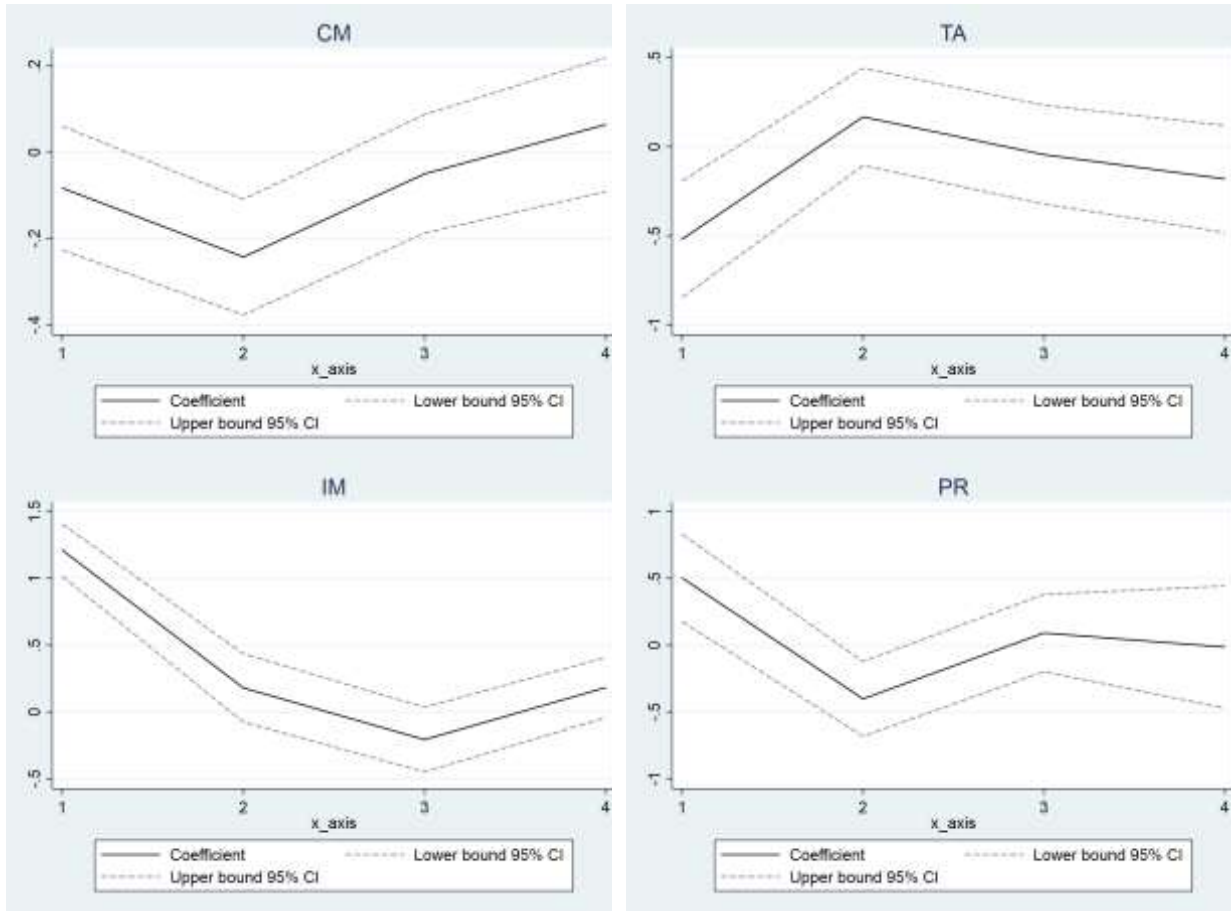 CM
.2
0
-.2
-.4
1 2 3 4
x_axis
Coefficient Lower bound 95% CI
Upper bound 95% CI
TA
.5
0
-.5
-1
1 2 3 4
x_axis
Coefficient Lower bound 95% CI
Upper bound 95% CI
IM
1.5
1
.5
0
-.5
1 2 3 4
x_axis
Coefficient Lower bound 95% CI
Upper bound 95% CI
PR
1
.5
0
-.5
-1
1 2 3 4
x_axis
Coefficient Lower bound 95% CI
Upper bound 95% CI